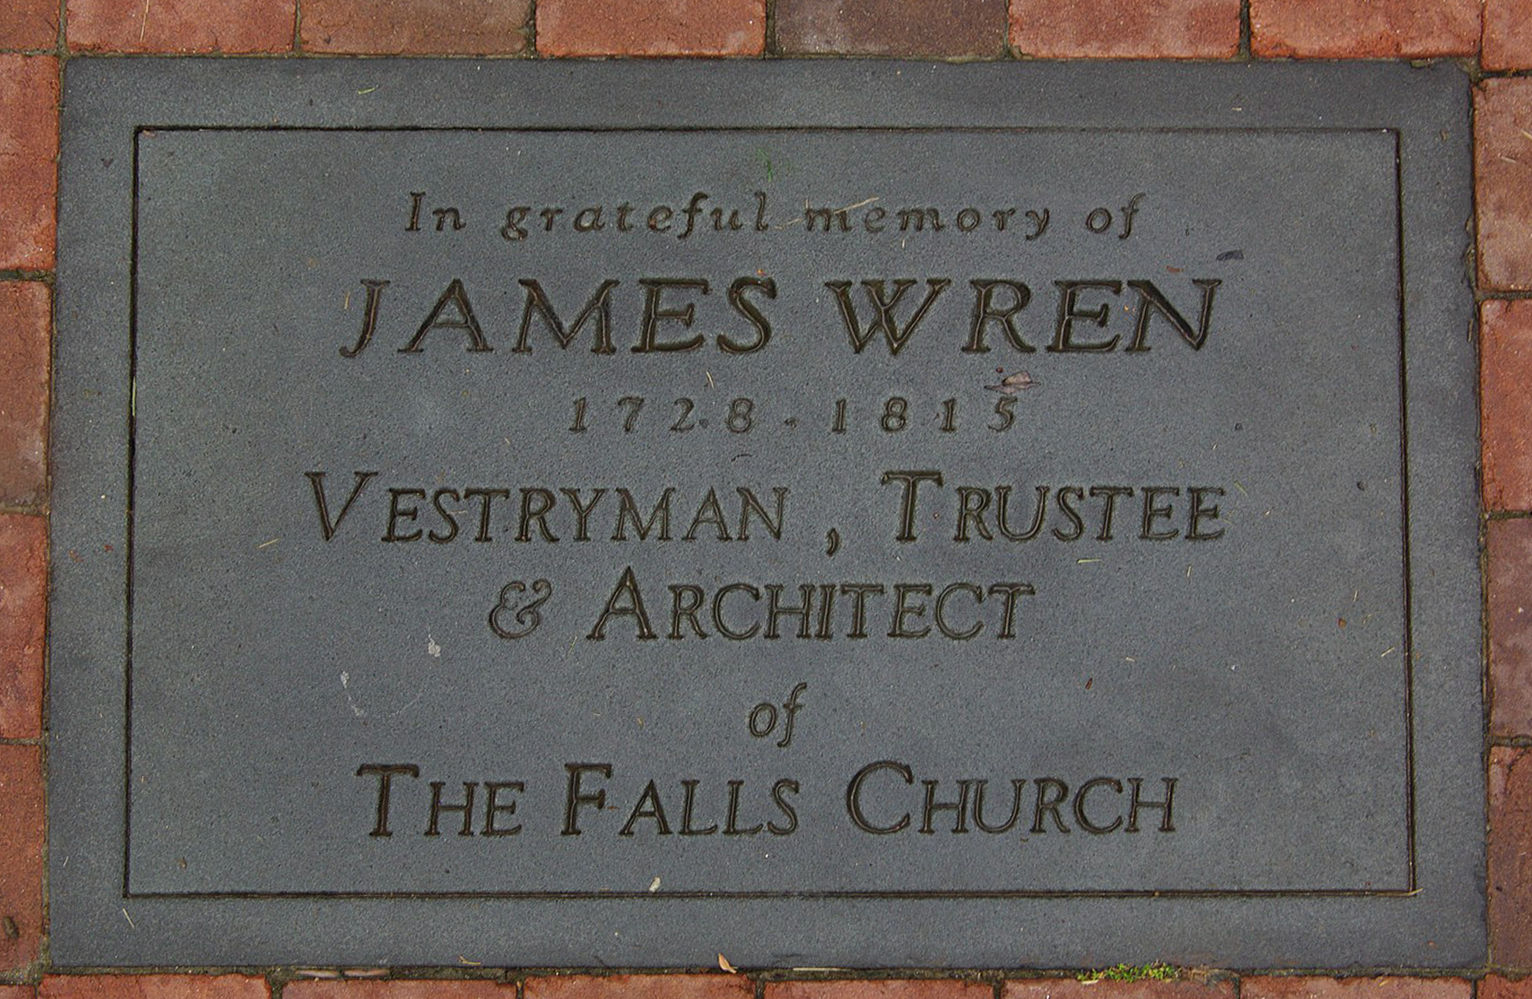 In grateful memory of
JAMES WREN
1728-1815
VESTRYMAN, TRUSTEE
& ARCHITECT
of
THE FALLS CHURCH